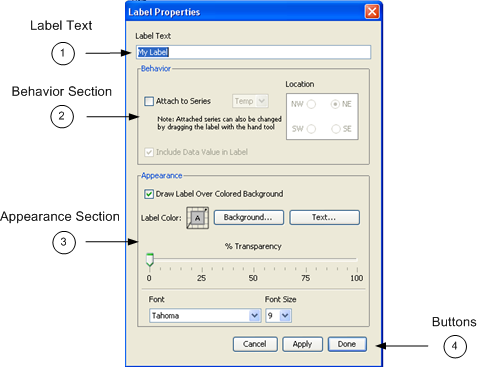 Label Properties
Label Text
Label Text
1
My Label
Behavior Section
2
Behavior
Attach to Series
Temp
Note: Attached series can also be changed
by dragging the label with the hand tool
Location
NW
NE
SW
SE
Include Data Value in Label
Appearance Section
3
Appearance
Draw Label Over Colored Background
Label Color:
A
Background...
Text...
% Transparency
0 25 50 75 100
Font
Font Size
Tahoma
9
Buttons
4
Cancel
Apply
Done